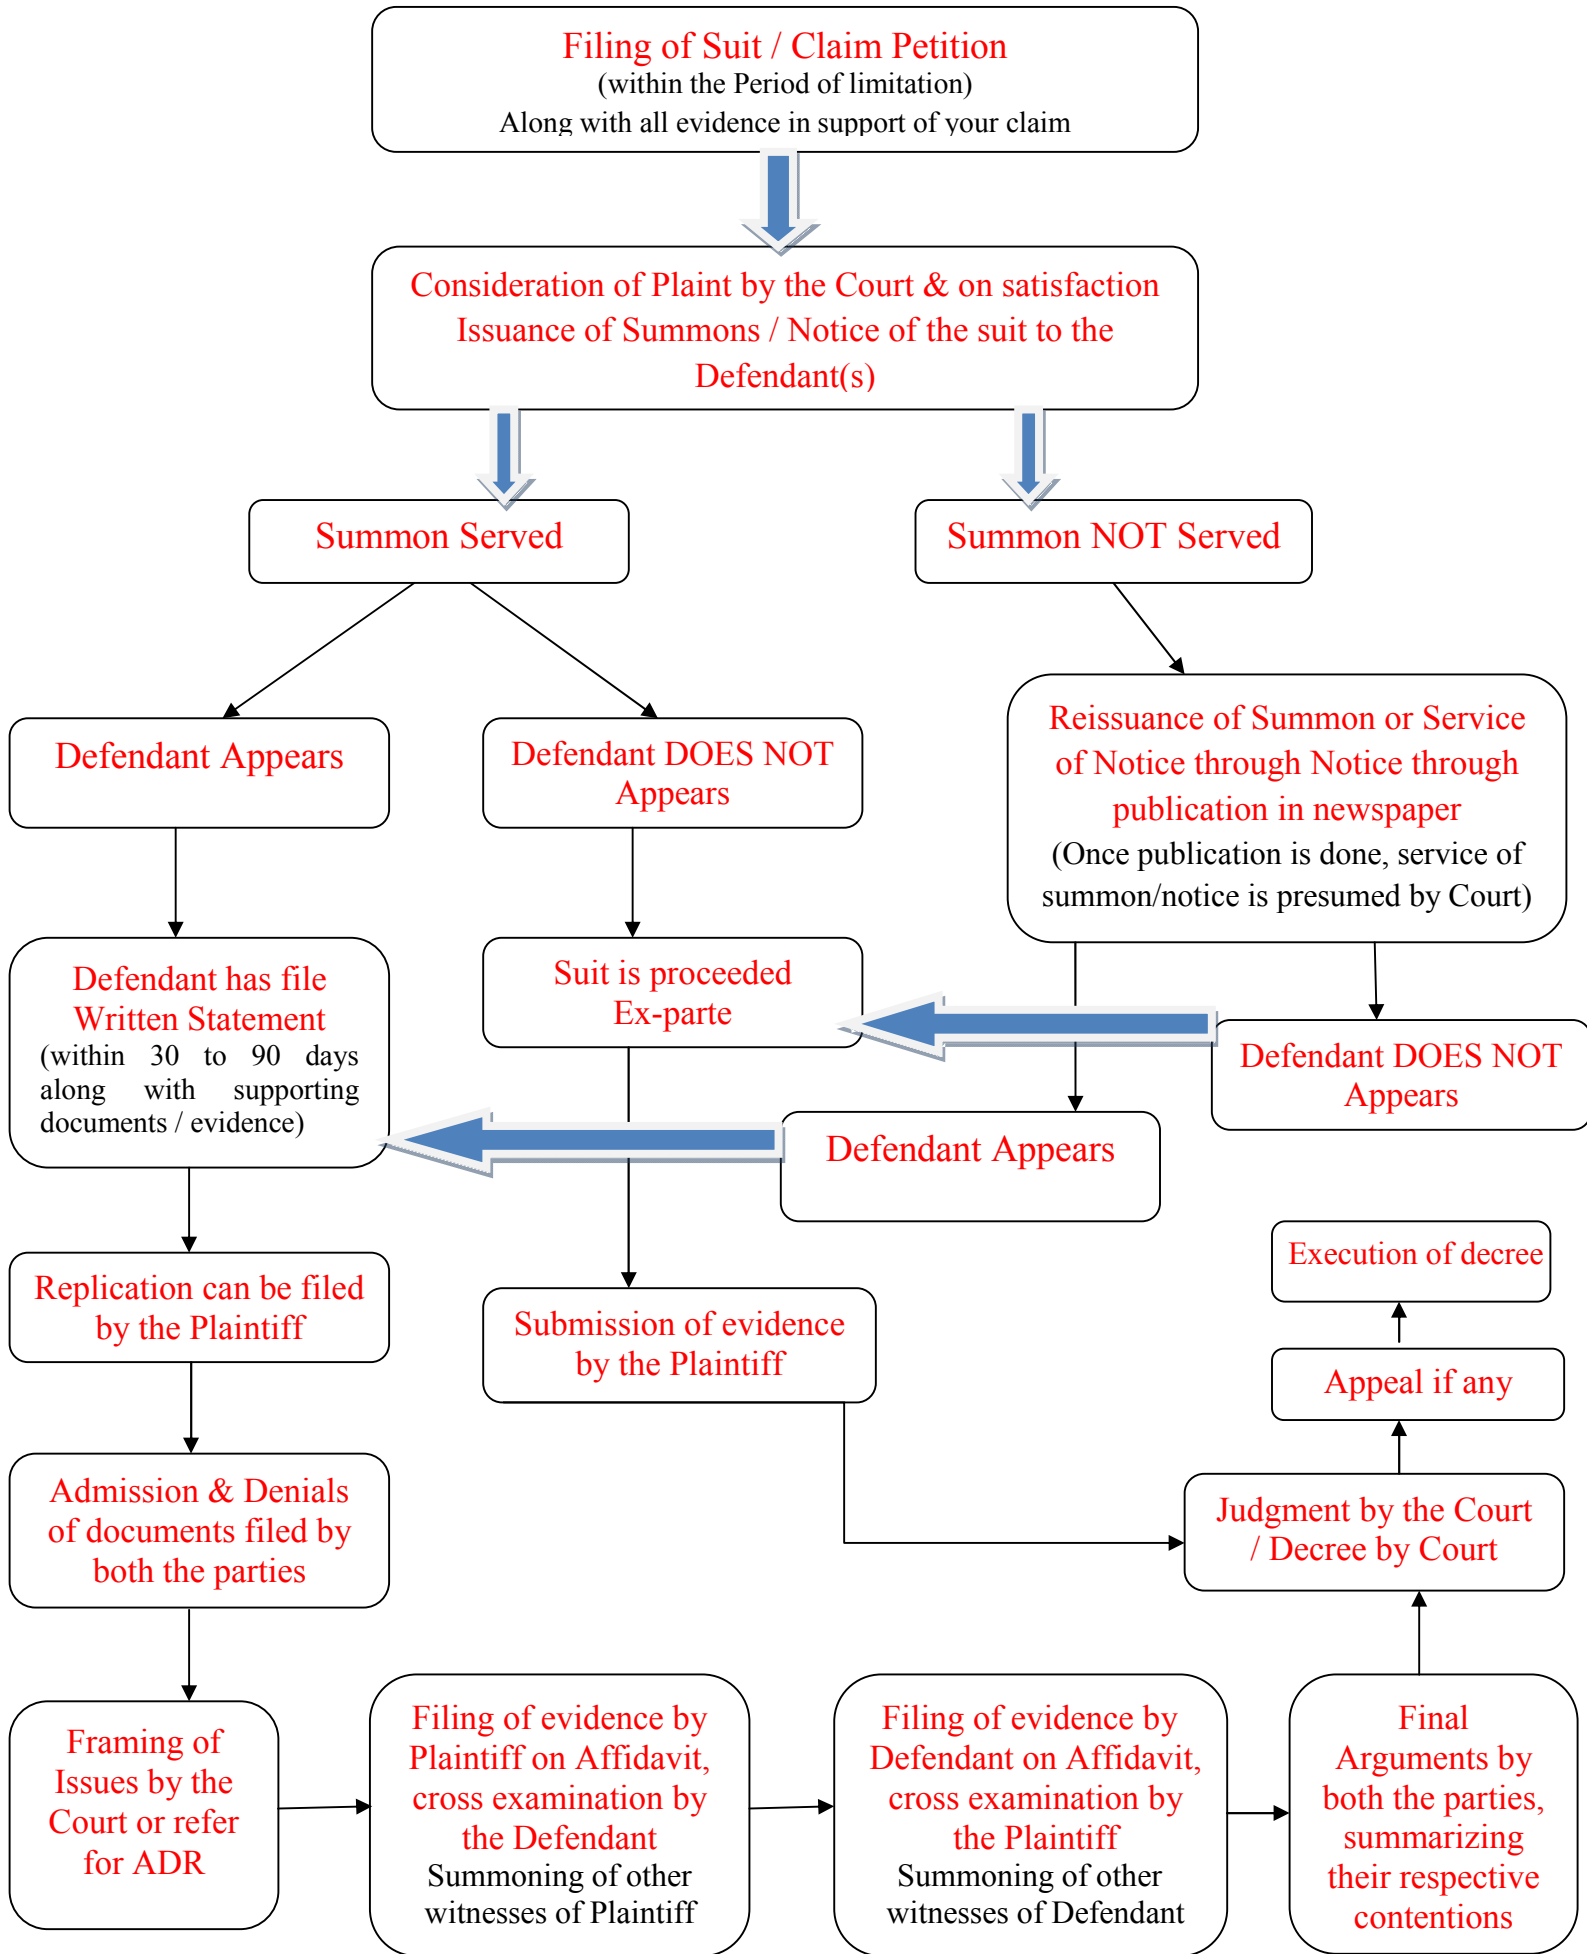 Filing of Suit / Claim Petition
(within the Period of limitation)
Along with all evidence in support of your claim
Consideration of Plaint by the Court & on satisfaction
Issuance of Summons / Notice of the suit to the
Defendant(s)
Summon Served
Summon NOT Served
Defendant Appears
Defendant DOES NOT
Appears
Reissuance of Summon or Service
of Notice through Notice through
publication in newspaper
(Once publication is done, service of
summon/notice is presumed by Court)
Defendant has file
Written Statement
(within 30 to 90 days
along with supporting
documents / evidence)
Suit is proceeded
Ex-parte
Defendant DOES NOT
Appears
Defendant Appears
Replication can be filed
by the Plaintiff
Submission of evidence
by the Plaintiff
Execution of decree
Appeal if any
Admission & Denials
of documents filed by
both the parties
Judgment by the Court
/ Decree by Court
Framing of
Issues by the
Court or refer
for ADR
Filing of evidence by
Plaintiff on Affidavit,
cross examination by
the Defendant
Summoning of other
witnesses of Plaintiff
Filing of evidence by
Defendant on Affidavit,
cross examination by
the Plaintiff
Summoning of other
witnesses of Defendant
Final
Arguments by
both the parties,
summarizing
their respective
contentions